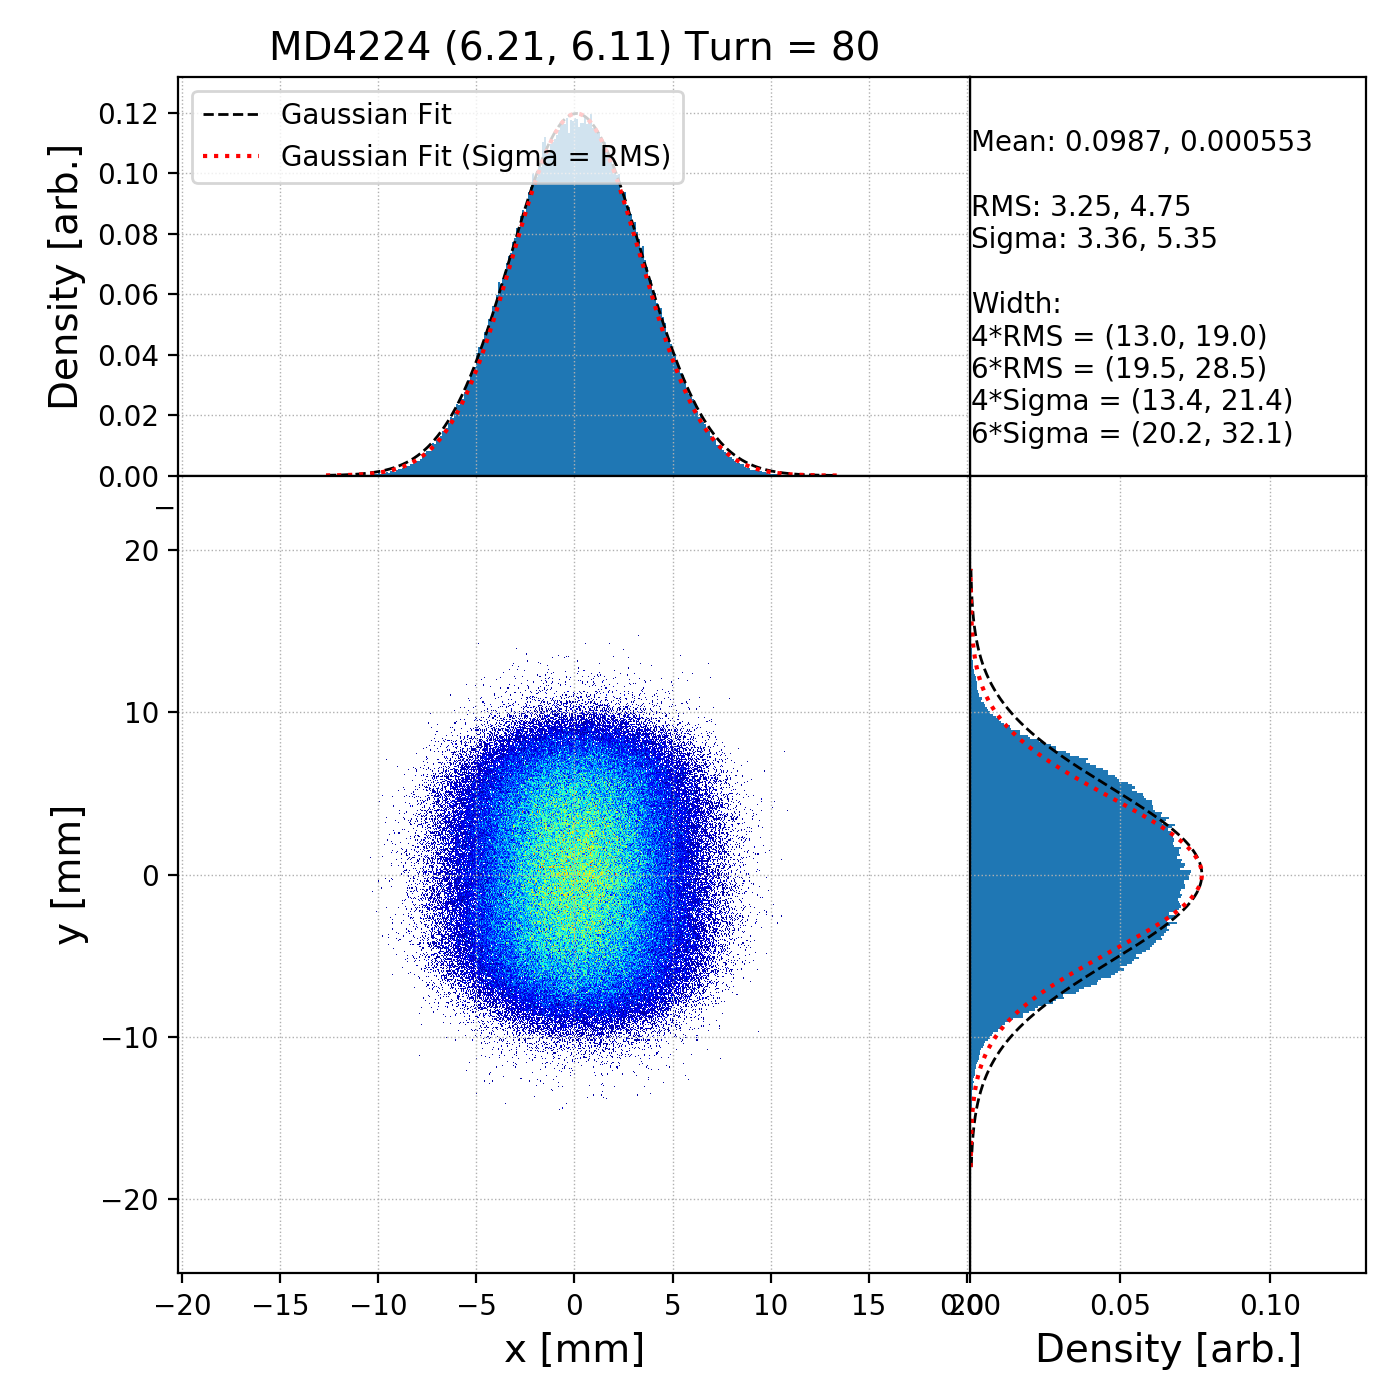 MD4224 (6.21, 6.11) Turn = 80
Gaussian Fit
Gaussian Fit (Sigma = RMS)
Density [arb.]
0.12
0.10
0.08
0.06
0.04
0.02
0.00
Mean: 0.0987, 0.000553
RMS: 3.25, 4.75
Sigma: 3.36, 5.35
Width:
4*RMS = (13.0, 19.0)
6*RMS = (19.5, 28.5)
4*Sigma = (13.4, 21.4)
6*Sigma = (20.2, 32.1)
y [mm]
20
10
0
−10
−20
−20 −15 −10 −5 0 5 10 15 20
x [mm]
0.00 0.05 0.10
Density [arb.]